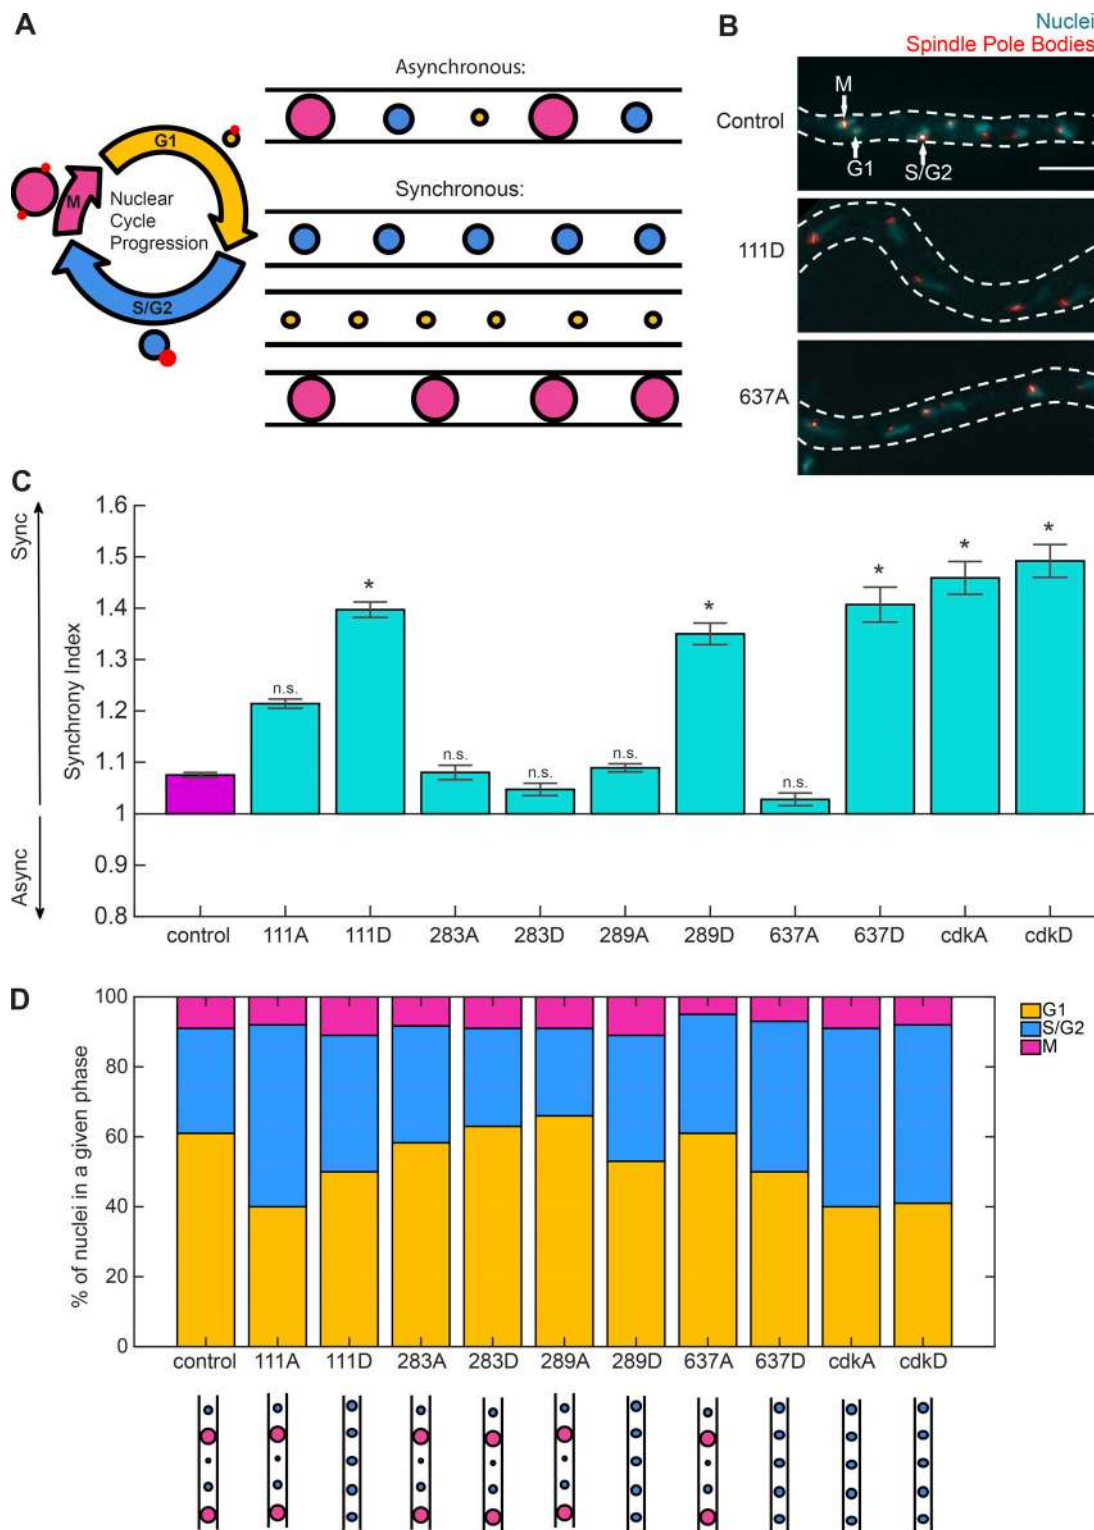 A
Asynchronous:
G1
M
Nuclear
Cycle
Progression
S/G2
Synchronous:
B
Nuclei
Spindle Pole Bodies
Control
M
G1
S/G2
111D
637A
C
Sync
Async
Synchrony Index
1.6
1.5
1.4
1.3
1.2
1.1
1
0.9
0.8
n.s.
*
n.s.
n.s.
n.s.
*
n.s.
*
*
*
control 111A 111D 283A 283D 289A 289D 637A 637D cdkA cdkD
D
% of nuclei in a given phase
100
80
60
40
20
0
G1
S/G2
M
control 111A 111D 283A 283D 289A 289D 637A 637D cdkA cdkD